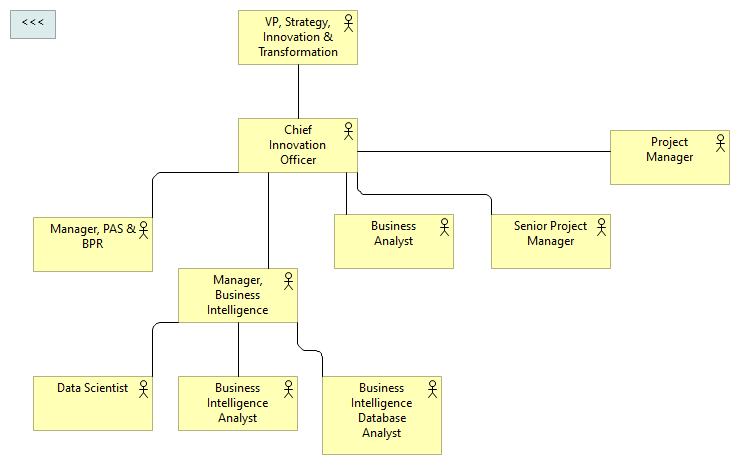 <<<
VP, Strategy,
Innovation &
Transformation
Chief
Innovation
Officer
Project
Manager
Manager, PAS &
BPR
Business
Analyst
Senior Project
Manager
Manager,
Business
Intelligence
Data Scientist
Business
Intelligence
Analyst
Business
Intelligence
Database
Analyst